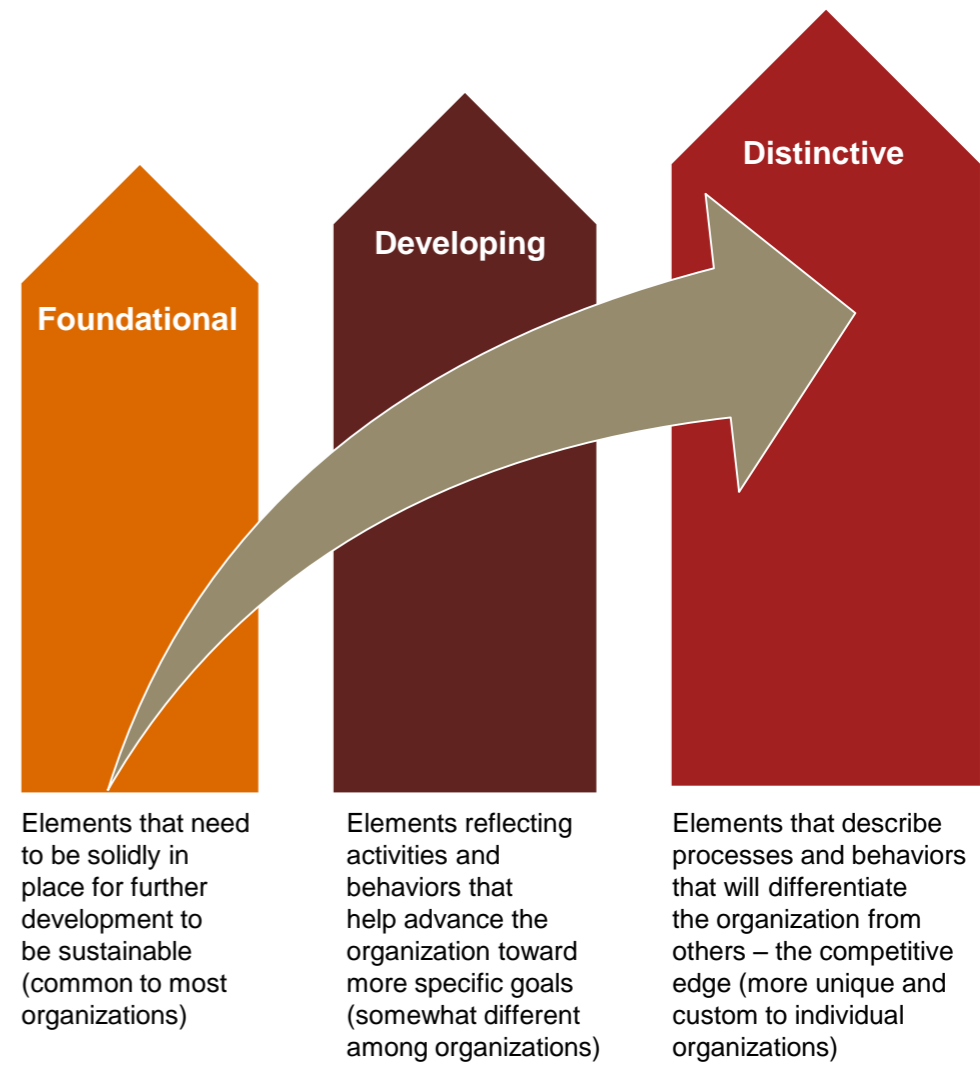 Foundational
Developing
Distinctive
Elements that need
to be solidly in
place for further
development to
be sustainable
(common to most
organizations)
Elements reflecting
activities and
behaviors that
help advance the
organization toward
more specific goals
(somewhat different
among organizations)
Elements that describe
processes and behaviors
that will differentiate
the organization from
others – the competitive
edge (more unique and
custom to individual
organizations)